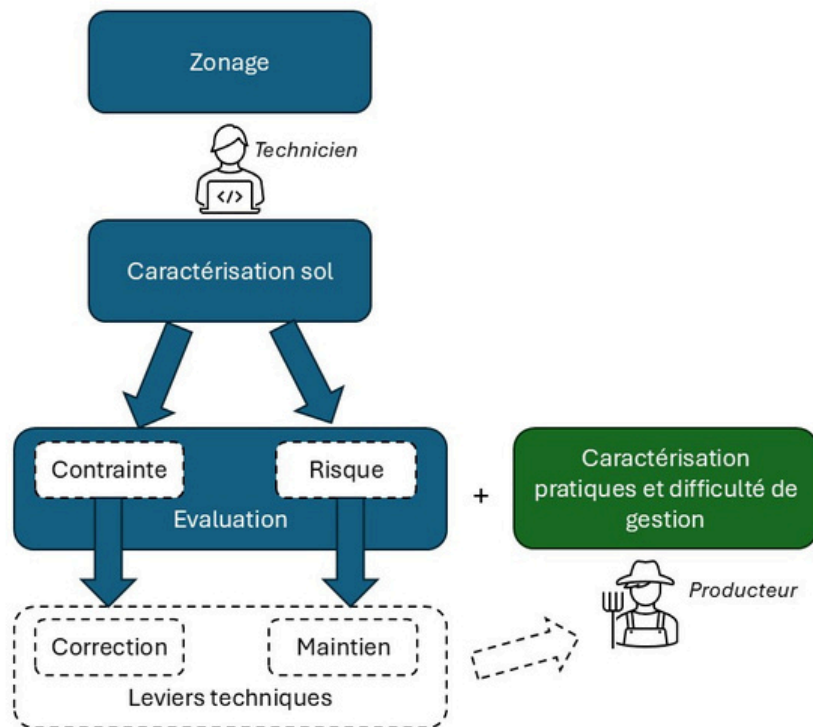 Zonage
Technicien
</>
Caractérisation sol
Contrainte
Risque
Evaluation
+
Caractérisation
pratiques et difficulté de
gestion
Producteur
Correction
Maintien
Leviers techniques